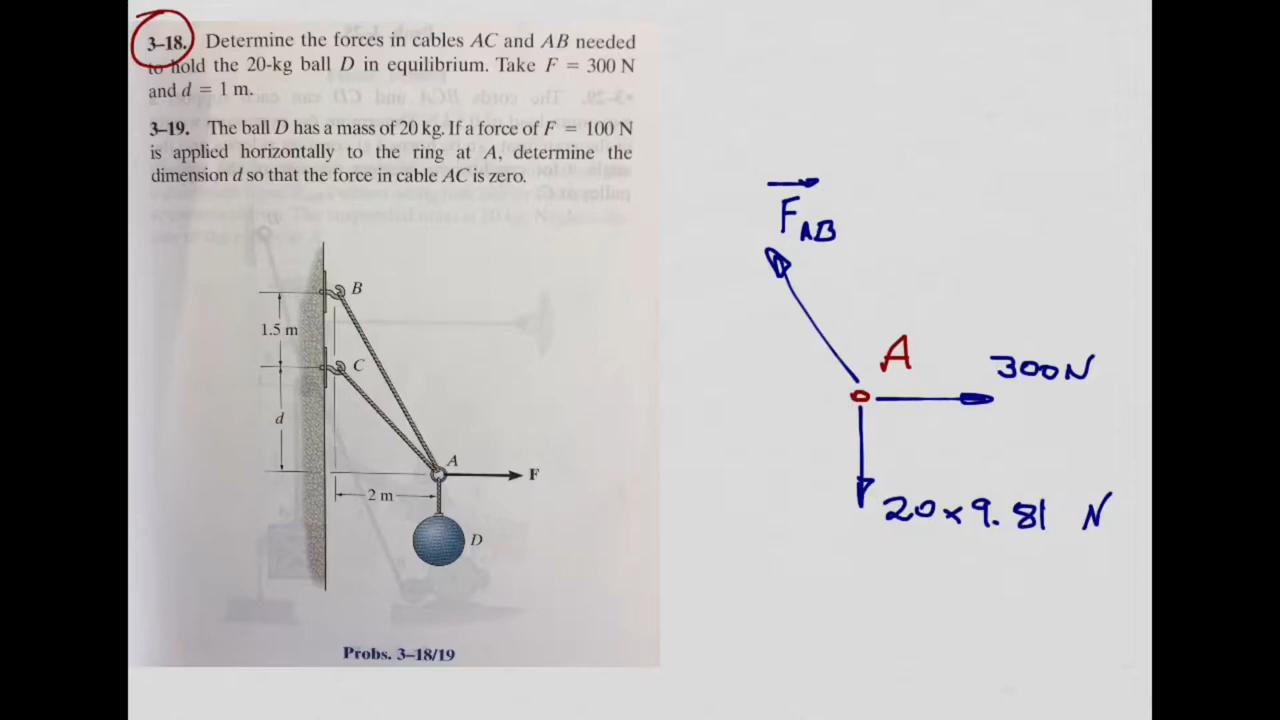 3–18. Determine the forces in cables AC and AB needed
to hold the 20-kg ball D in equilibrium. Take F = 300 N
and d = 1 m.
3–19. The ball D has a mass of 20 kg. If a force of F = 100 N
is applied horizontally to the ring at A, determine the
dimension d so that the force in cable AC is zero.
B
1.5 m
C
d
A
F
2 m
D
Probs. 3–18/19
F AB
A
300N
20×9.81 N